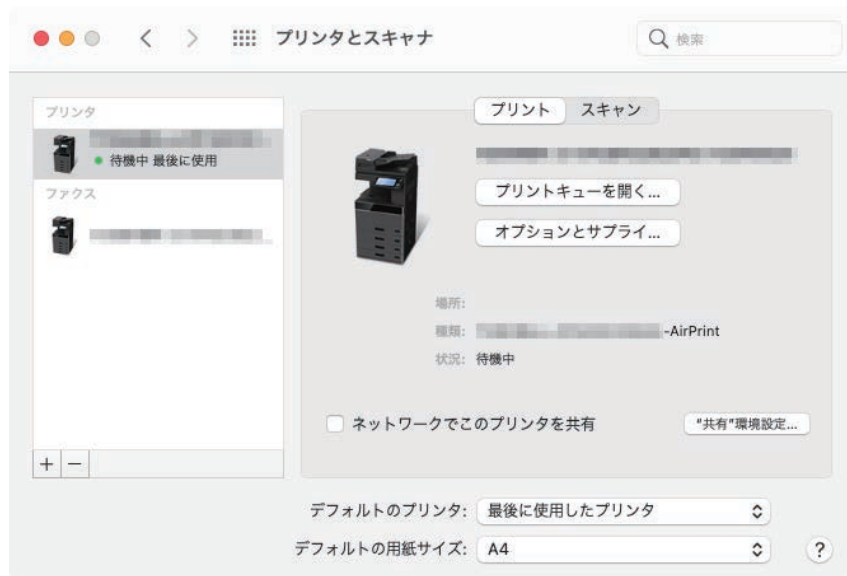 プリンタとスキャナ
検索
プリンタ
待機中 最後に使用
ファクス
プリント スキャン
プリントキューを開く...
オプションとサプライ...
場所:
種類: -AirPrint
状況: 待機中
ネットワークでこのプリンタを共有
"共有"環境設定...
+ −
デフォルトのプリンタ: 最後に使用したプリンタ
デフォルトの用紙サイズ: A4
?